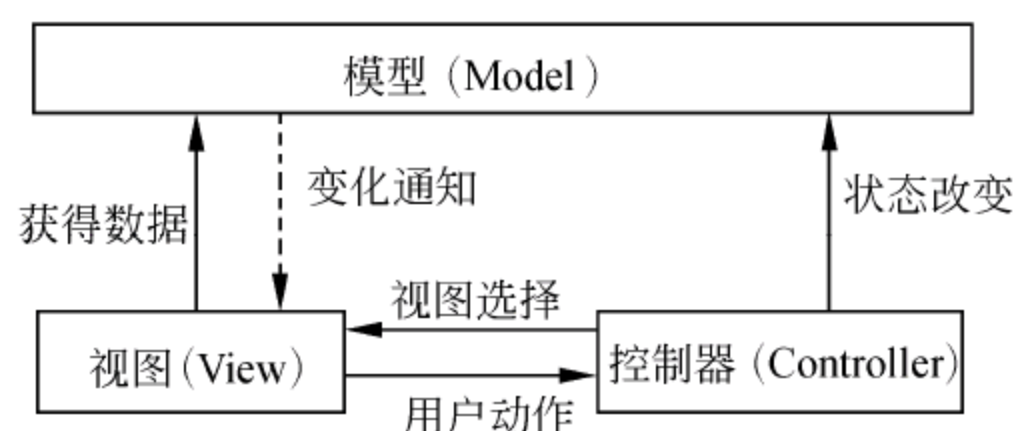 模型（Model）
变化通知
状态改变
获得数据
视图选择
视图（View）
控制器（Controller）
用户动作